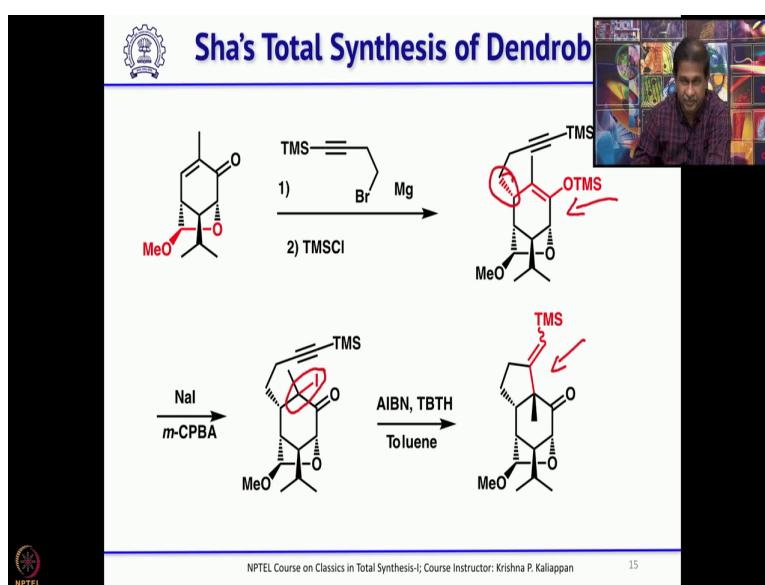 Sha's Total Synthesis of Dendrob
TMS
1)
Br
Mg
2) TMSCl
O
O
MeO
TMS
OTMS
O
MeO
NaI
m-CPBA
TMS
I
O
O
MeO
AIBN, TBTH
Toluene
TMS
O
O
MeO
NPTEL Course on Classics in Total Synthesis-I; Course Instructor: Krishna P. Kaliappan
15
NPTEL